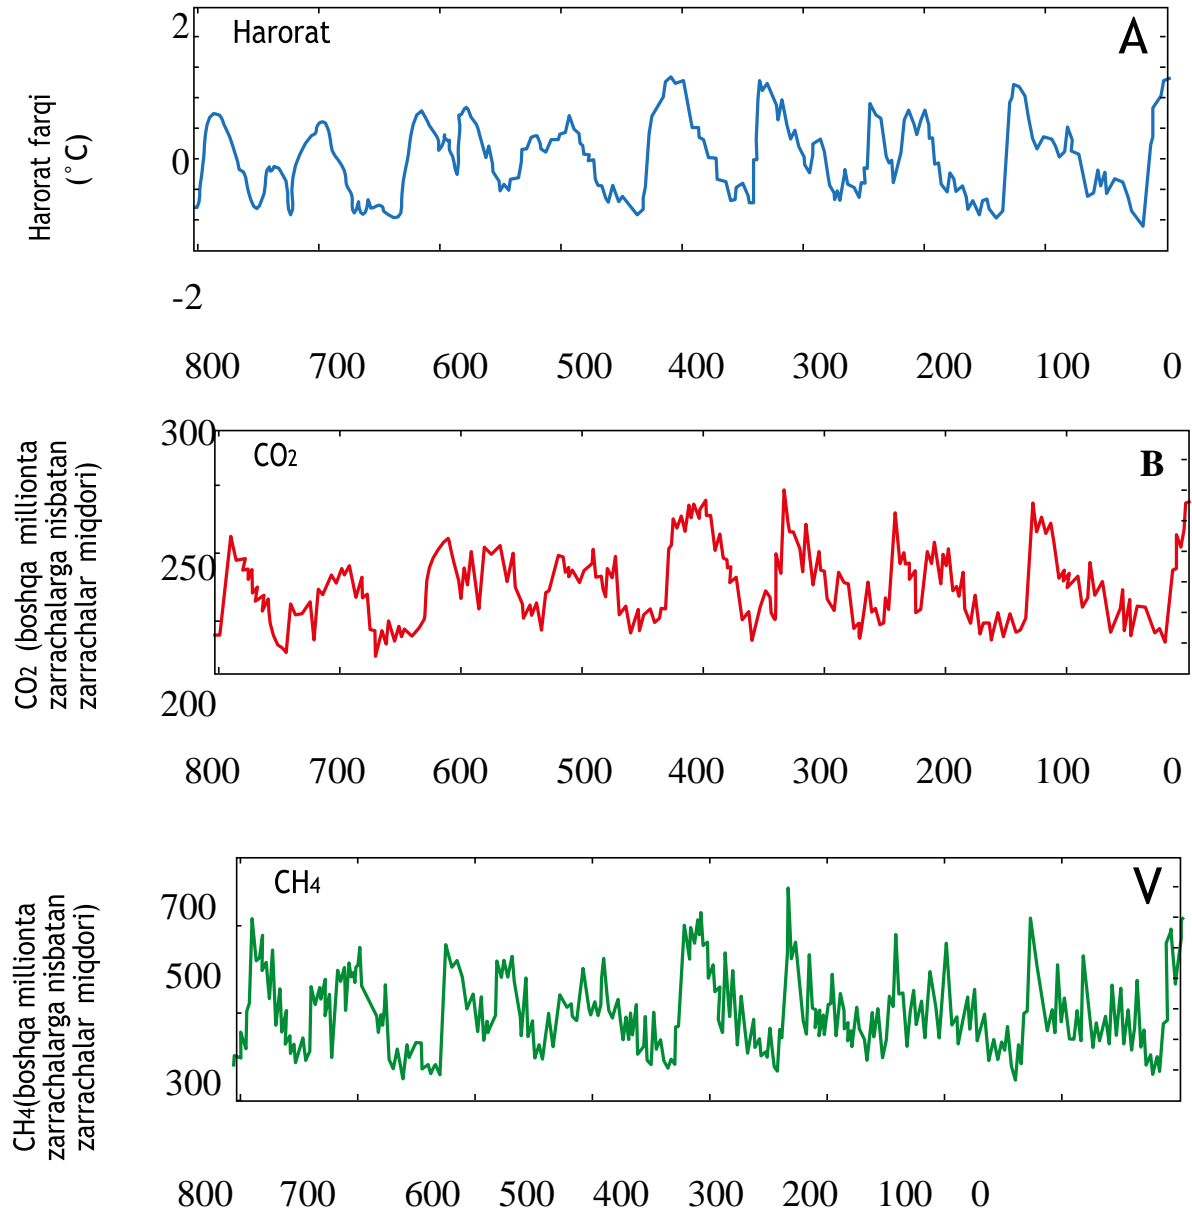 2
Harorat
A
0
Harorat farqi
(˚C)
-2
800 700 600 500 400 300 200 100 0
300
CO2
B
250
CO2 (boshqa millionta
zarrachalarga nisbatan
zarrachalar miqdori)
200
800 700 600 500 400 300 200 100 0
CH4
V
700
500
300
CH4(boshqa millionta
zarrachalarga nisbatan
zarrachalar miqdori)
800 700 600 500 400 300 200 100 0